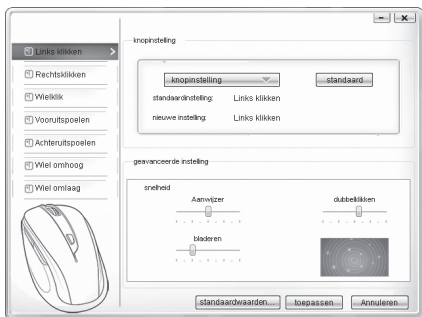 Links klikken
Rechtsklikken
Wielklik
Vooruitspoelen
Achteruitspoelen
Wiel omhoog
Wiel omlaag
knopinstelling
knopinstelling
standaard
standaardinstelling: Links klikken
nieuwe instelling: Links klikken
geavanceerde instelling
snelheid
Aanwijzer
dubbelklikken
bladeren
standaardwaarden...
toepassen
Annuleren